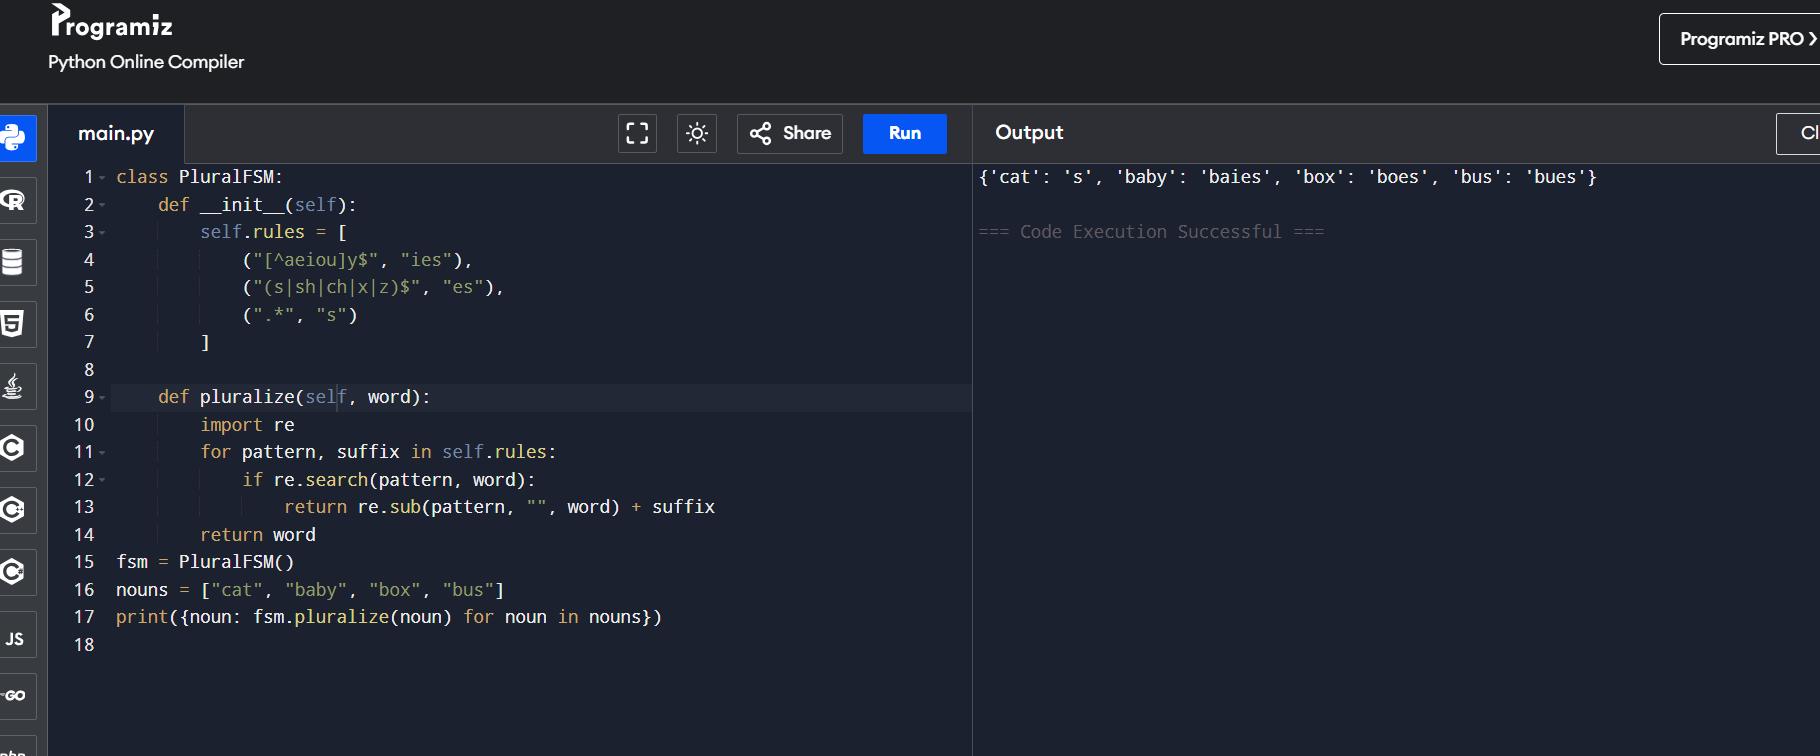 Programiz
Python Online Compiler
Programiz PRO
main.py
Share
Run
Output
1 class PluralFSM:
2     def __init__(self):
3         self.rules = [
4             ("[^aeiou]y$", "ies"),
5             ("(s|sh|ch|x|z)$", "es"),
6             (".*", "s")
7         ]
8
9     def pluralize(self, word):
10         import re
11         for pattern, suffix in self.rules:
12             if re.search(pattern, word):
13                 return re.sub(pattern, "", word) + suffix
14         return word
15 fsm = PluralFSM()
16 nouns = ["cat", "baby", "box", "bus"]
17 print({noun: fsm.pluralize(noun) for noun in nouns})
18
{'cat': 's', 'baby': 'baies', 'box': 'boes', 'bus': 'bues'}
=== Code Execution Successful ===
R
5
C
C
C
JS
GO